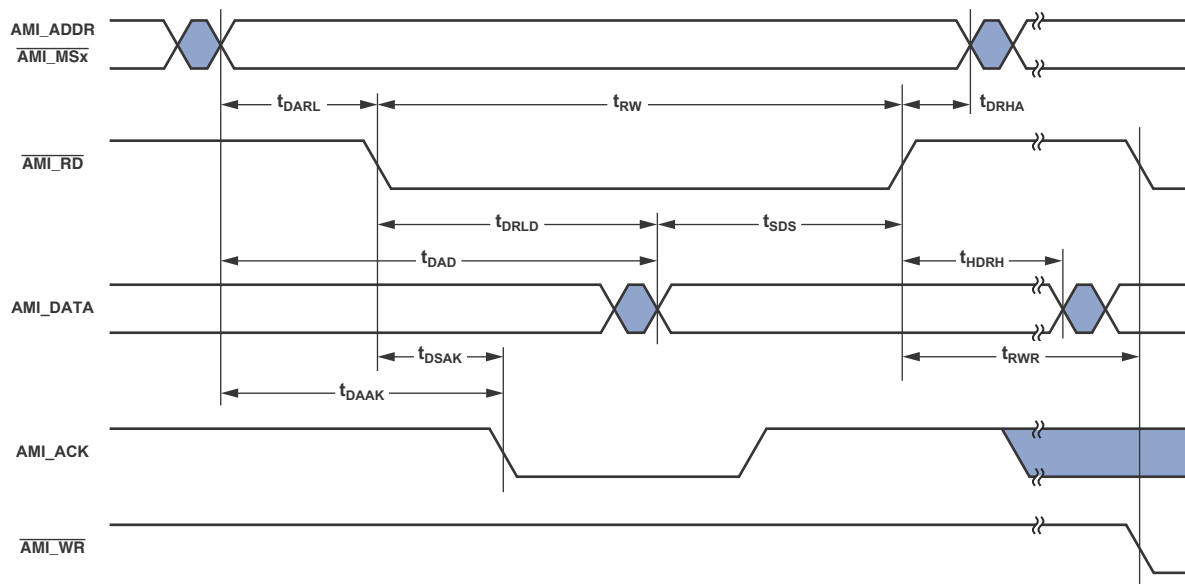 AMI_ADDR
AMI_MSx
tDARL
tRW
tDRHA
AMI_RD
tDRLD
tSDS
tDAD
tHDRH
AMI_DATA
tDSAK
tRWR
tDAAK
AMI_ACK
AMI_WR